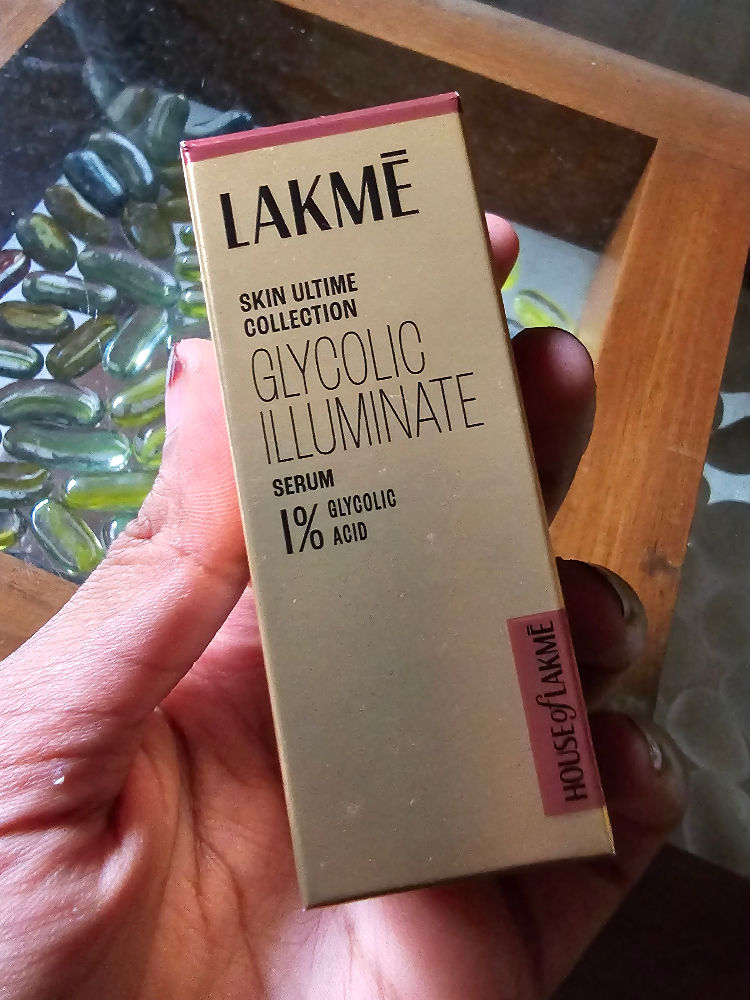 LAKMĒ
SKIN ULTIME
COLLECTION
GLYCOLIC
ILLUMINATE
SERUM
1% GLYCOLIC
ACID
HOUSE of LAKMĒ